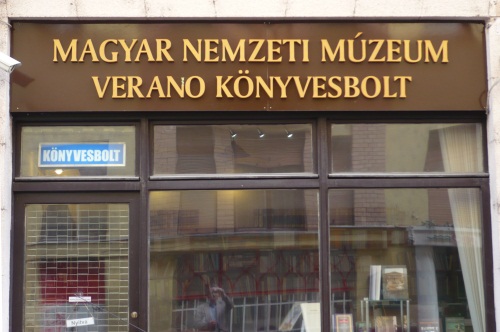 MAGYAR NEMZETI MÚZEUM
VERANO KÖNYVESBOLT
KÖNYVESBOLT